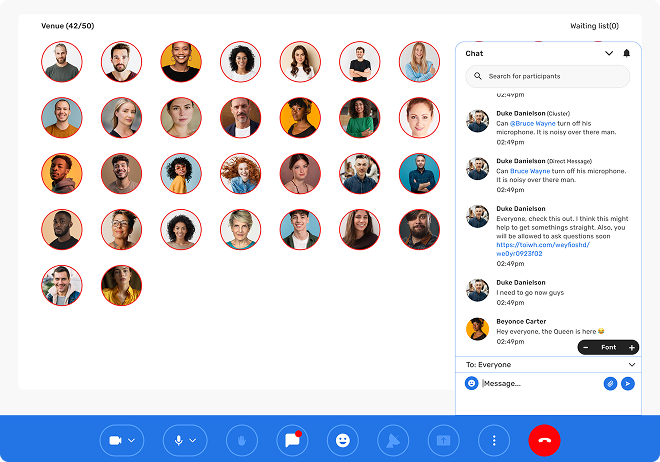 Venue (42/50)
Waiting list(0)
Chat
Search for participants
02:49pm
Duke Danielson (Cluster)
Can @Bruce Wayne turn off his
microphone. It is noisy over there man.
02:49pm
Duke Danielson (Direct Message)
Can Bruce Wayne turn off his microphone.
It is noisy over there man.
02:49pm
Duke Danielson
Everyone, check this out. I think this might
help to get somethings straight. Also, you
will be allowed to ask questions soon
https://toiwh.com/weyfioshd/
we0yr0923f02
02:49pm
Duke Danielson
I need to go now guys
02:49pm
Beyonce Carter
Hey everyone, the Queen is here 😂
02:49pm
− Font +
To: Everyone
Message...